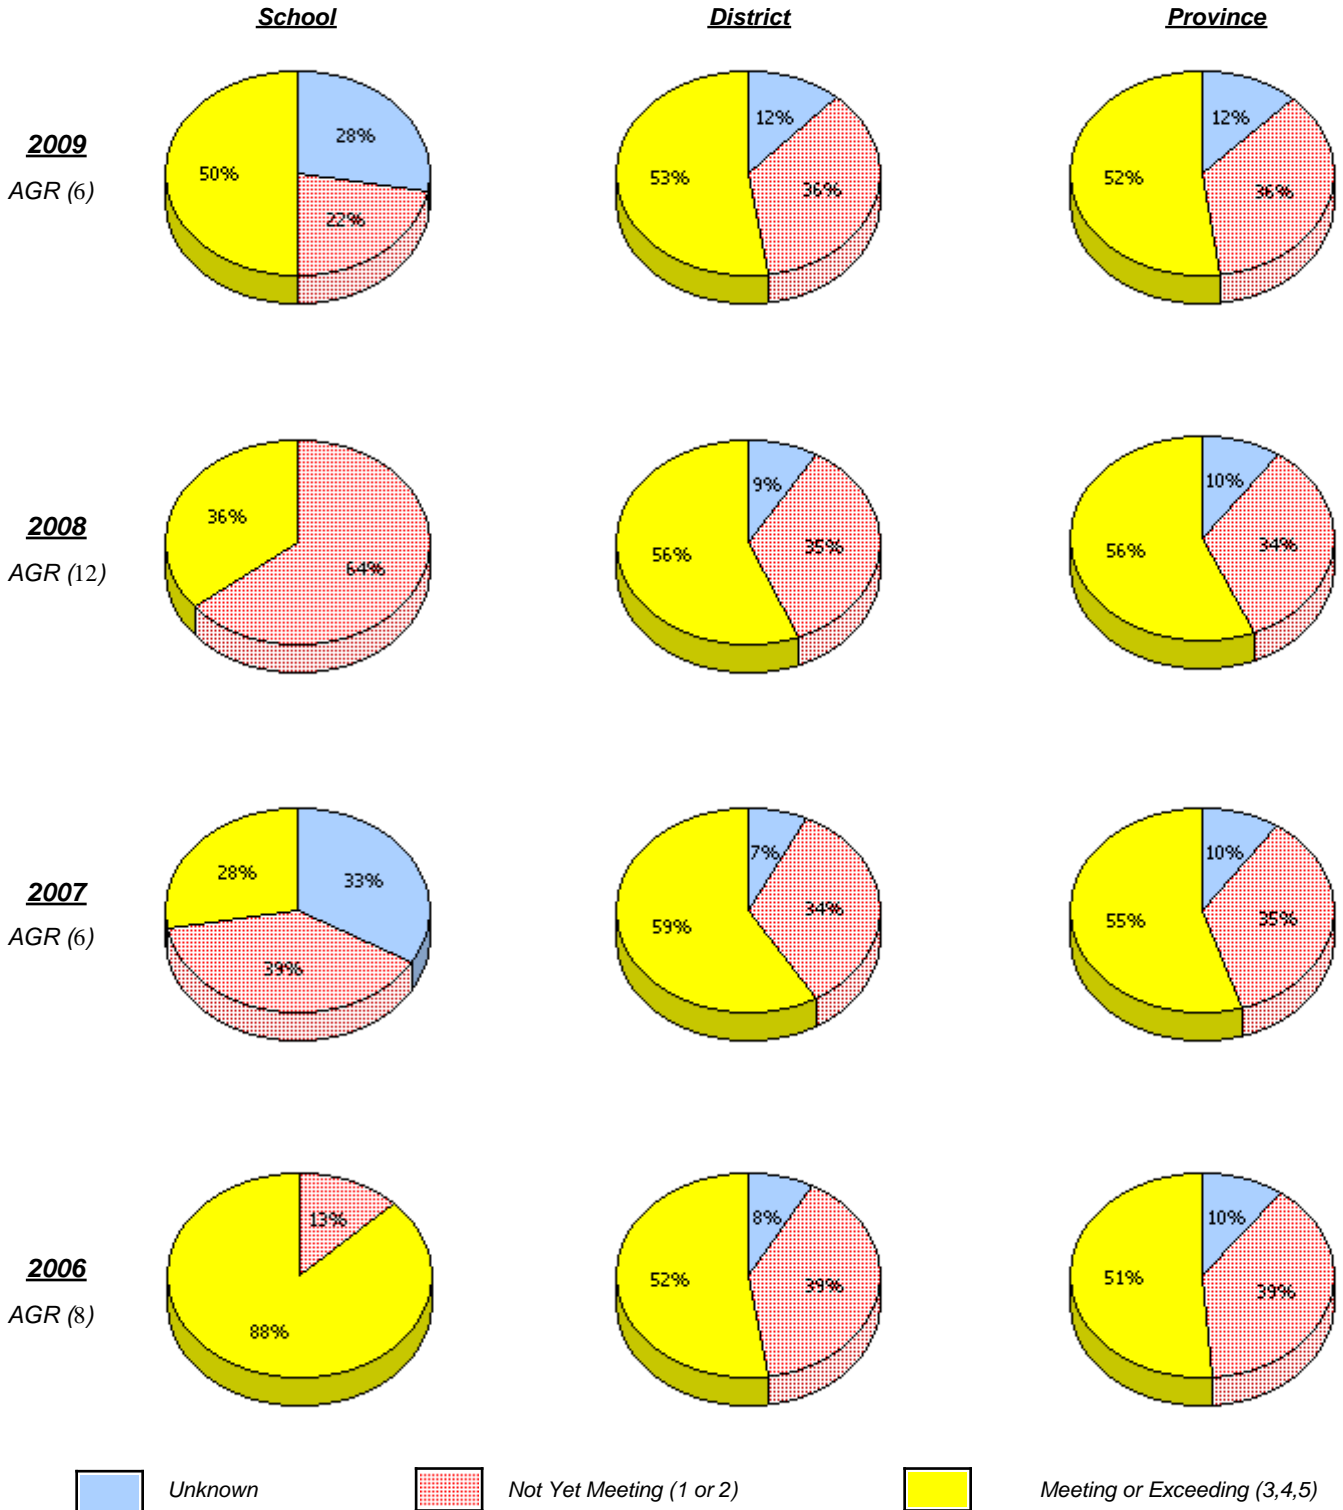 School District Province
2009
AGR (6)
50% 28% 22%
53% 12% 36%
52% 12% 36%
2008
AGR (12)
36% 64%
56% 9% 35%
56% 10% 34%
2007
AGR (6)
28% 33% 39%
59% 7% 34%
55% 10% 35%
2006
AGR (8)
13% 88%
52% 8% 39%
51% 10% 39%
Unknown Not Yet Meeting (1 or 2) Meeting or Exceeding (3,4,5)